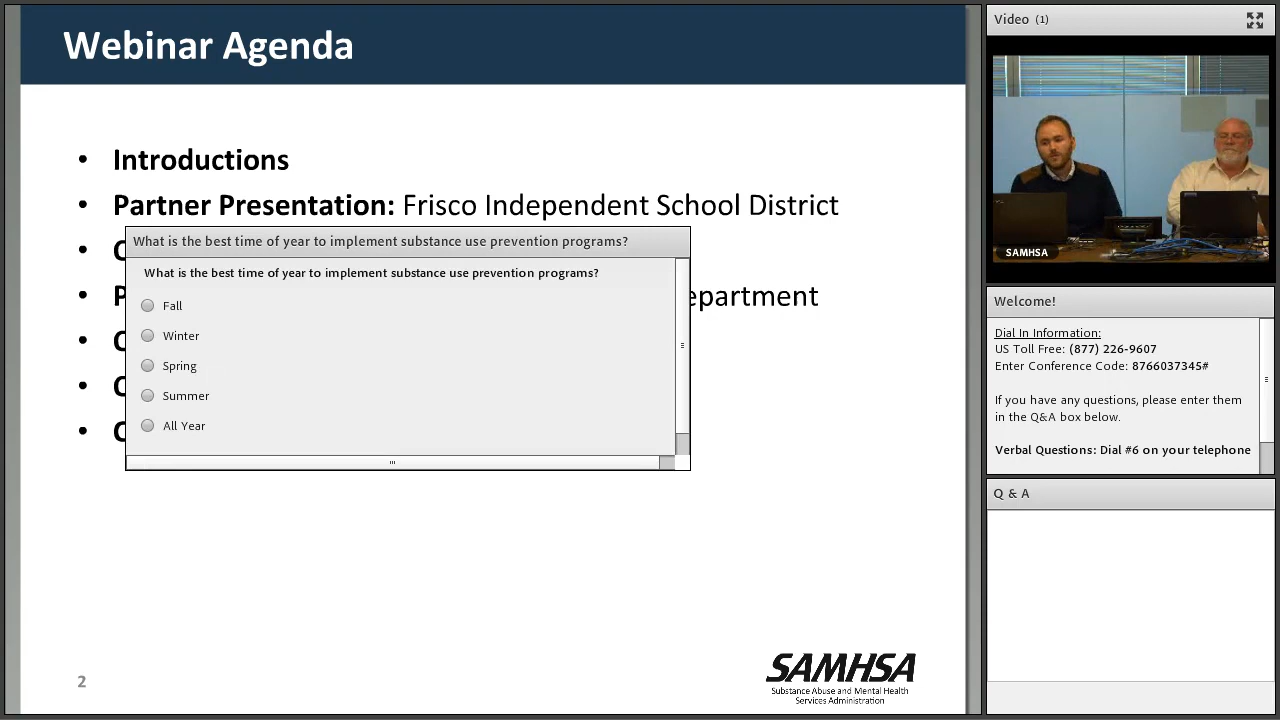 Webinar Agenda
• Introductions
• Partner Presentation: Frisco Independent School District
What is the best time of year to implement substance use prevention programs?
What is the best time of year to implement substance use prevention programs?
Fall
Winter
Spring
Summer
All Year
2
SAMHSA
Substance Abuse and Mental Health
Services Administration
Video (1)
SAMHSA
Welcome!
Dial In Information:
US Toll Free: (877) 226-9607
Enter Conference Code: 8766037345#
If you have any questions, please enter them
in the Q&A box below.
Verbal Questions: Dial #6 on your telephone
Q & A